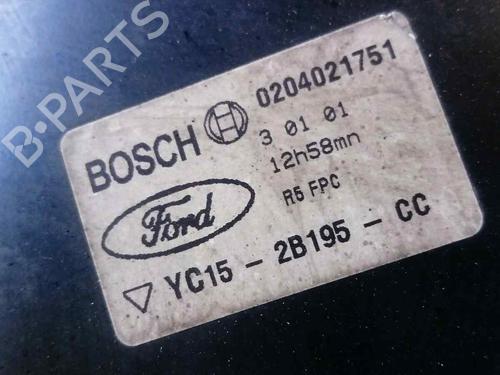 B-PARTS
BOSCH 0204021751
3 01 01
12h58mn
R5 FPC
Ford
YC15 - 2B195 - CC